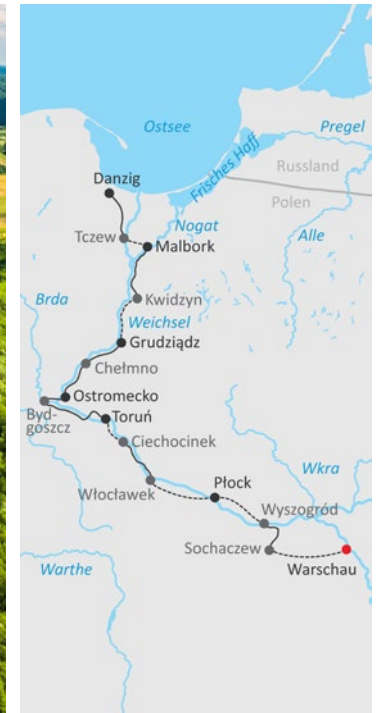 Ostsee
Pregel
Frisches Haff
Russland
Polen
Danzig
Nogat
Alle
Tczew
Malbork
Brda
Kwidzyn
Weichsel
Grudziądz
Chełmno
Ostromecko
Byd-
goszcz
Toruń
Ciechocinek
Wkra
Płock
Włocławek
Wyszogród
Sochaczew
Warschau
Warthe